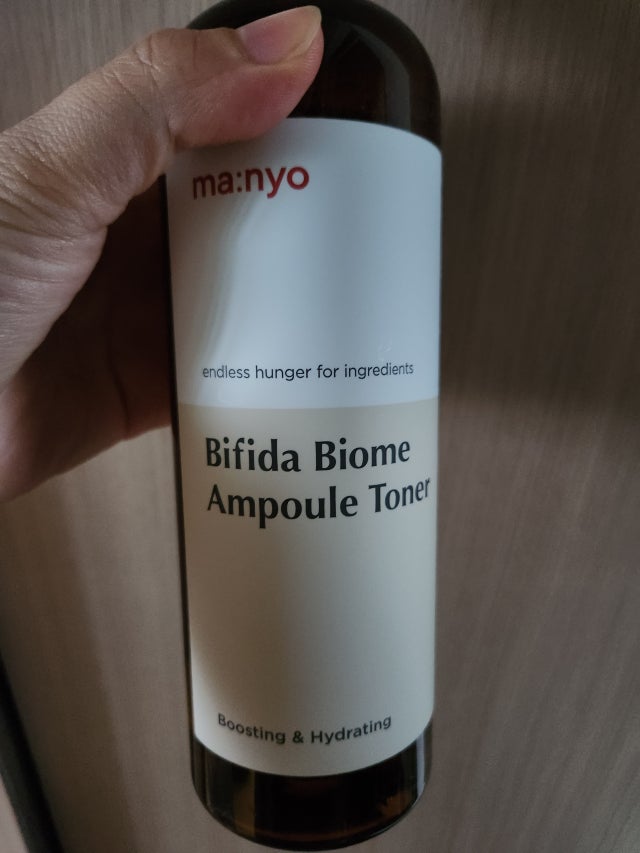 ma:nyo
endless hunger for ingredients
Bifida Biome
Ampoule Toner
Boosting & Hydrating